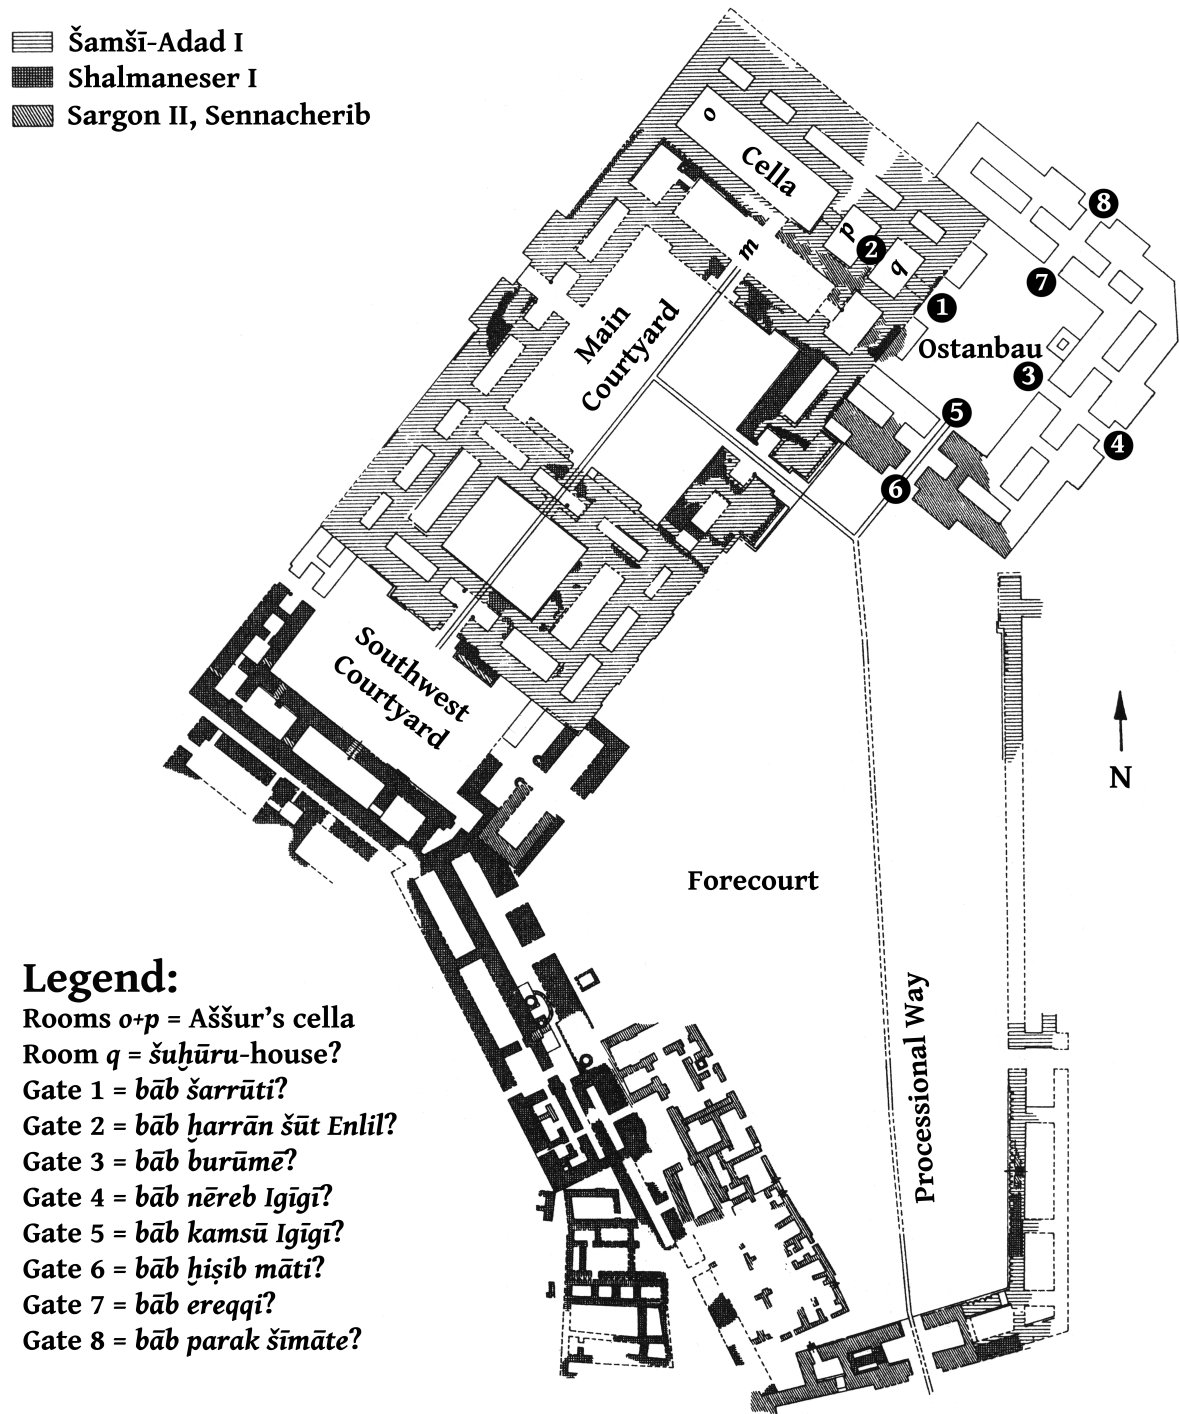 Šamšī-Adad I
Shalmaneser I
Sargon II, Sennacherib
o
Cella
p
2
q
m
8
7
1
Ostanbau
3
Main
Courtyard
5
4
6
Southwest
Courtyard
N
Forecourt
Processional Way
Legend:
Rooms o+p = Aššur’s cella
Room q = šuḫūru-house?
Gate 1 = bāb šarrūti?
Gate 2 = bāb ḫarrān šūt Enlil?
Gate 3 = bāb burūmē?
Gate 4 = bāb nēreb Igīgī?
Gate 5 = bāb kamsū Igīgī?
Gate 6 = bāb ḫiṣib māti?
Gate 7 = bāb ereqqi?
Gate 8 = bāb parak šīmāte?